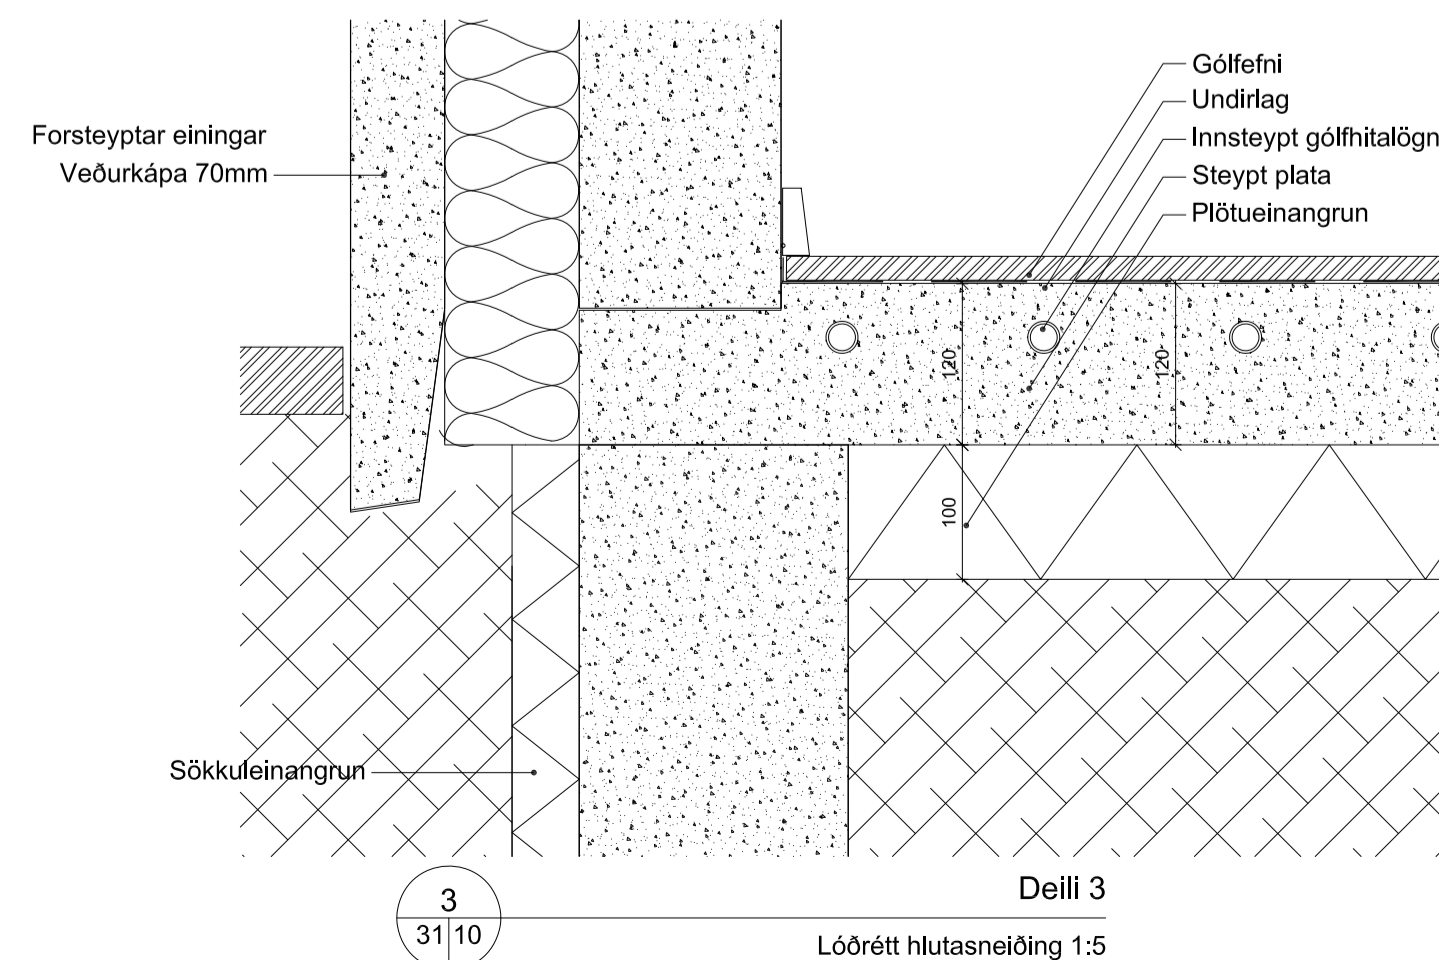 Gólfefni
Undirlag
Innsteypt gólfhitalögn
Steypt plata
Plötueinangrun
Forsteyptar einingar
Veðurkápa 70mm
120
120
100
Sökkuleinangrun
3
31 10
Deili 3
Lóðrétt hlutasneiðing 1:5